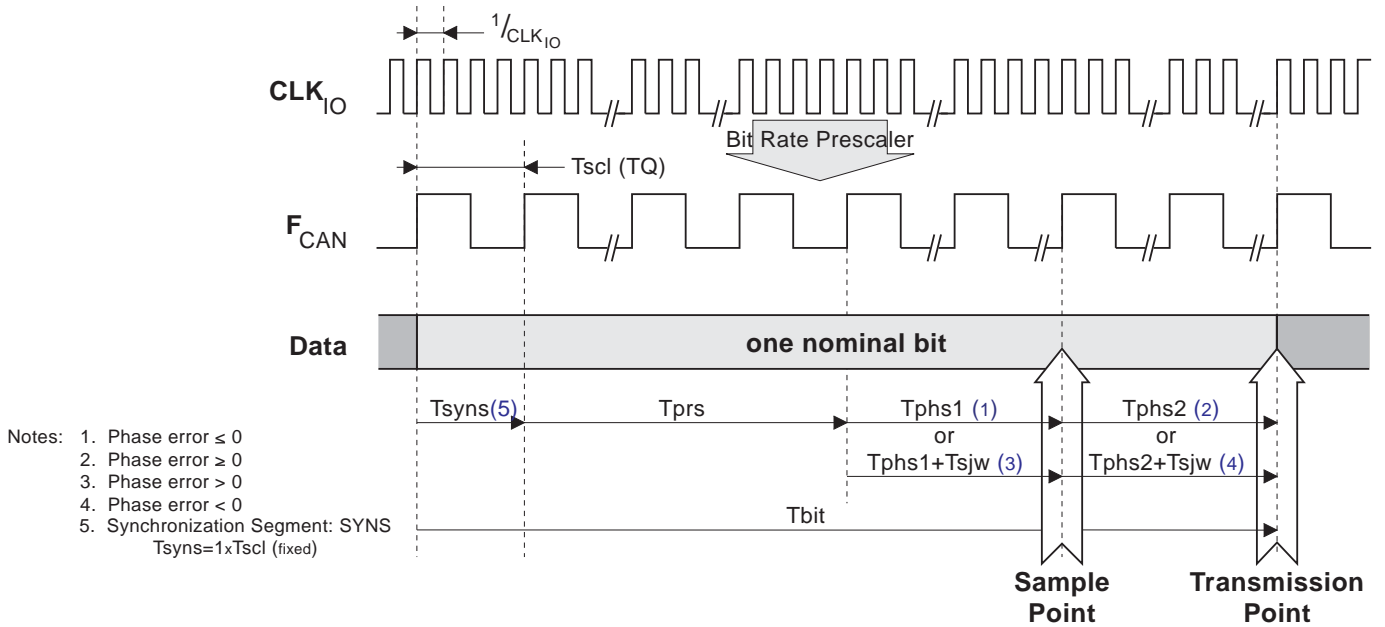 1/CLKIO
CLKIO
Bit Rate Prescaler
Tscl (TQ)
FCAN
Data
one nominal bit
Tsyns(5)
Tprs
Tphs1 (1)
or
Tphs1+Tsjw (3)
Tphs2 (2)
or
Tphs2+Tsjw (4)
Tbit
Notes: 1. Phase error ≤ 0
2. Phase error ≥ 0
3. Phase error > 0
4. Phase error < 0
5. Synchronization Segment: SYNS
Tsyns=1xTscl (fixed)
Sample
Point
Transmission
Point